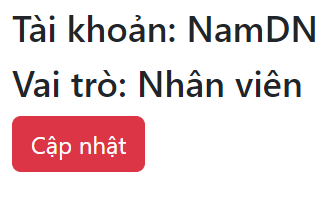 Tài khoản: NamDN
Vai trò: Nhân viên
Cập nhật